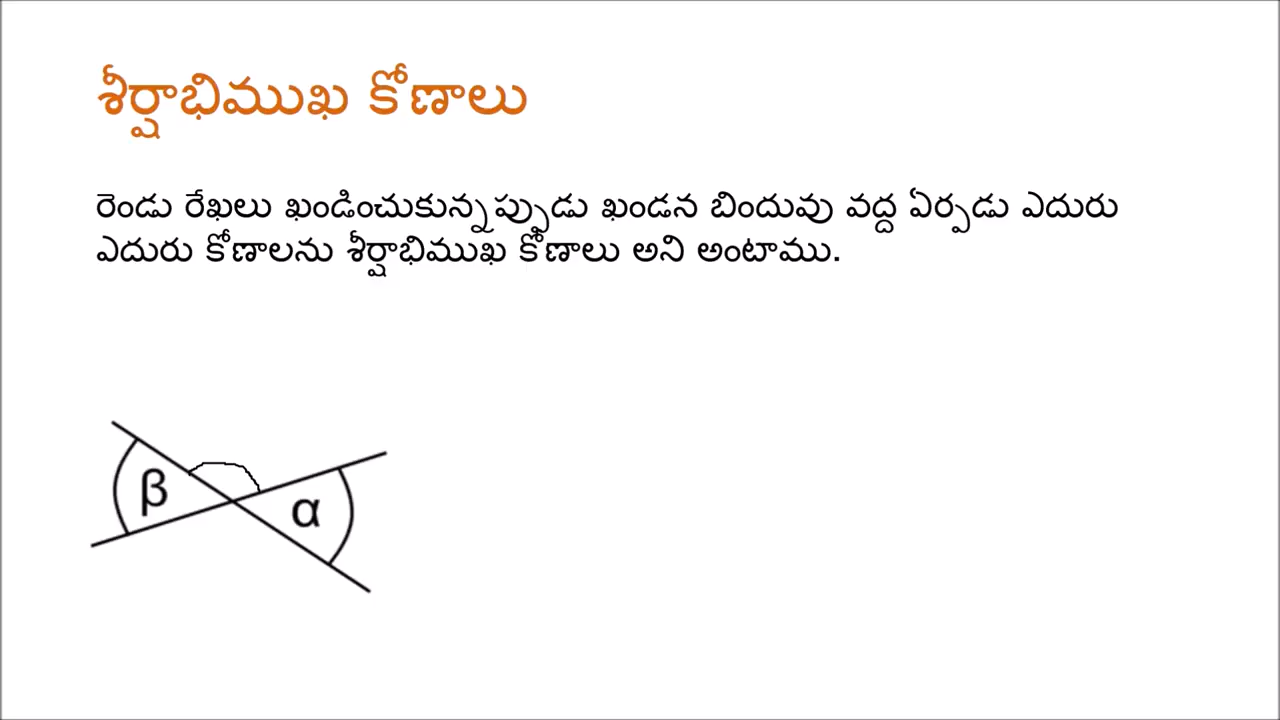 శీర్షాభిముఖ కోణాలు
రెండు రేఖలు ఖండించుకున్నప్పుడు ఖండన బిందువు వద్ద ఏర్పడు ఎదురు
ఎదురు కోణాలను శీర్షాభిముఖ కోణాలు అని అంటాము.
β α